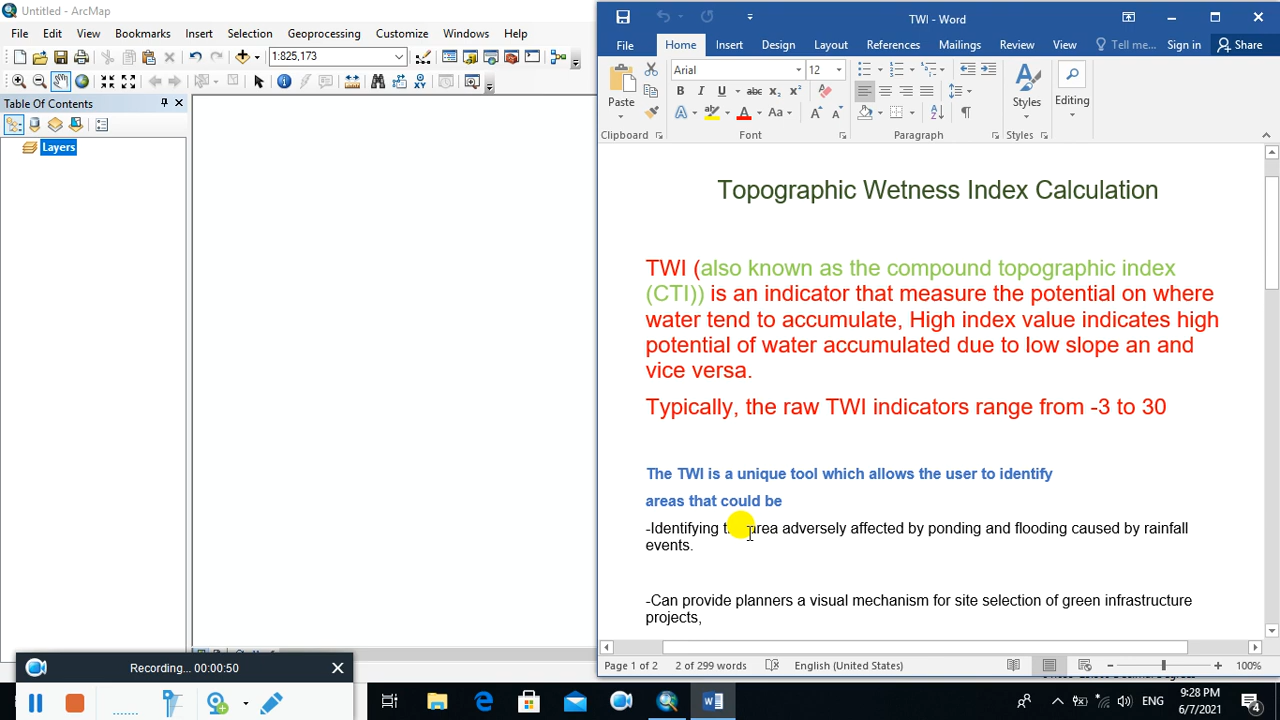 Untitled - ArcMap
File Edit View Bookmarks Insert Selection Geoprocessing Customize Windows Help
1:825,173
Table Of Contents
Layers
TWI - Word
File Home Insert Design Layout References Mailings Review View Tell me... Sign in Share
Paste
Clipboard
Arial 12
B I U abc X2 X2
A Aa A A
Font
Paragraph
Styles
Styles
Editing
Topographic Wetness Index Calculation
TWI (also known as the compound topographic index
(CTI)) is an indicator that measure the potential on where
water tend to accumulate, High index value indicates high
potential of water accumulated due to low slope an and
vice versa.
Typically, the raw TWI indicators range from -3 to 30
The TWI is a unique tool which allows the user to identify
areas that could be
-Identifying area adversely affected by ponding and flooding caused by rainfall
events.
-Can provide planners a visual mechanism for site selection of green infrastructure
projects,
Page 1 of 2 2 of 299 words English (United States) 100%
Recording... 00:00:50
ENG
9:28 PM
6/7/2021
4